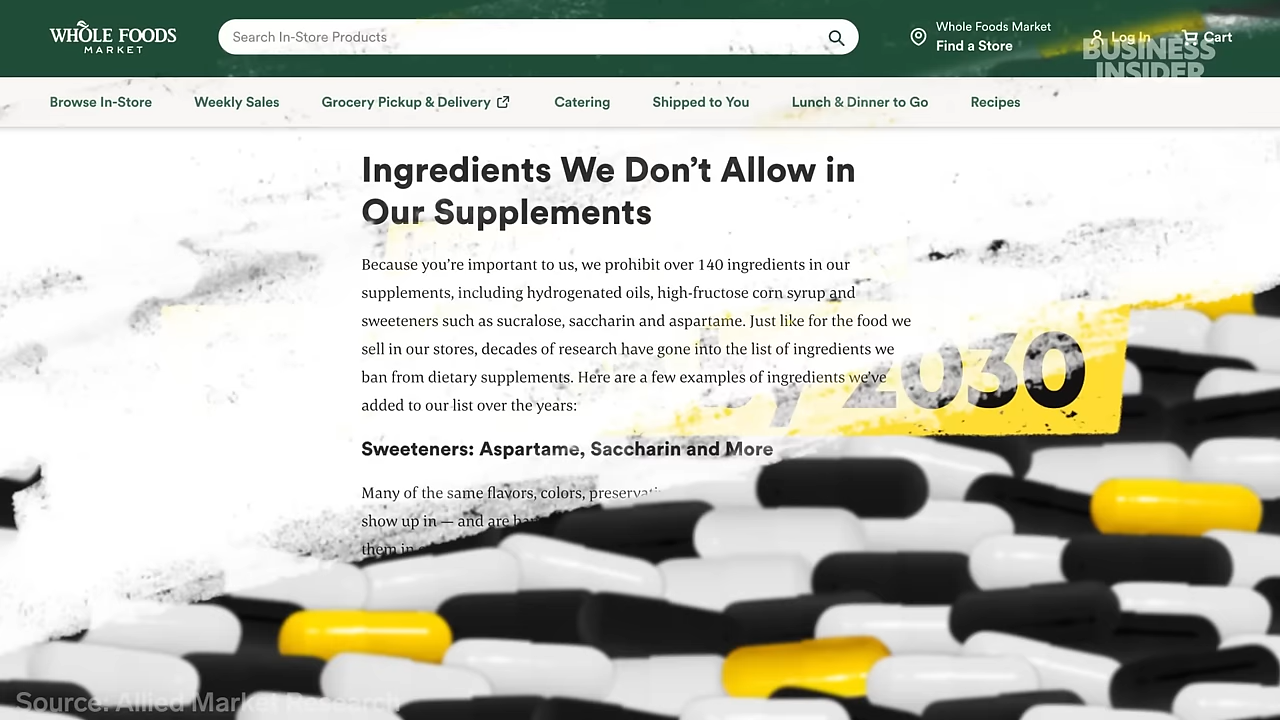 WHOLE FOODS
MARKET
Search In-Store Products
Whole Foods Market
Find a Store
Log In
Cart
BUSINESS
INSIDER
Browse In-Store
Weekly Sales
Grocery Pickup & Delivery
Catering
Shipped to You
Lunch & Dinner to Go
Recipes
Ingredients We Don't Allow in
Our Supplements
Because you're important to us, we prohibit over 140 ingredients in our
supplements, including hydrogenated oils, high-fructose corn syrup and
sweeteners such as sucralose, saccharin and aspartame. Just like for the food we
sell in our stores, decades of research have gone into the list of ingredients we
ban from dietary supplements. Here are a few examples of ingredients we've
added to our list over the years:
2030
Sweeteners: Aspartame, Saccharin and More
Many of the same flavors, colors,
show up in — and are
them in
Source: Allied Market Research